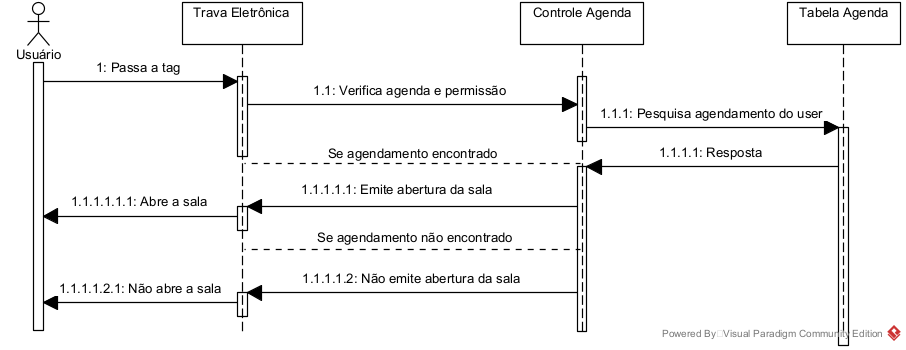 Trava Eletrônica
Controle Agenda
Tabela Agenda
Usuário
1: Passa a tag
1.1: Verifica agenda e permissão
1.1.1: Pesquisa agendamento do user
Se agendamento encontrado
1.1.1.1: Resposta
1.1.1.1.1: Emite abertura da sala
1.1.1.1.1.1: Abre a sala
Se agendamento não encontrado
1.1.1.1.2: Não emite abertura da sala
1.1.1.1.2.1: Não abre a sala
Powered By Visual Paradigm Community Edition